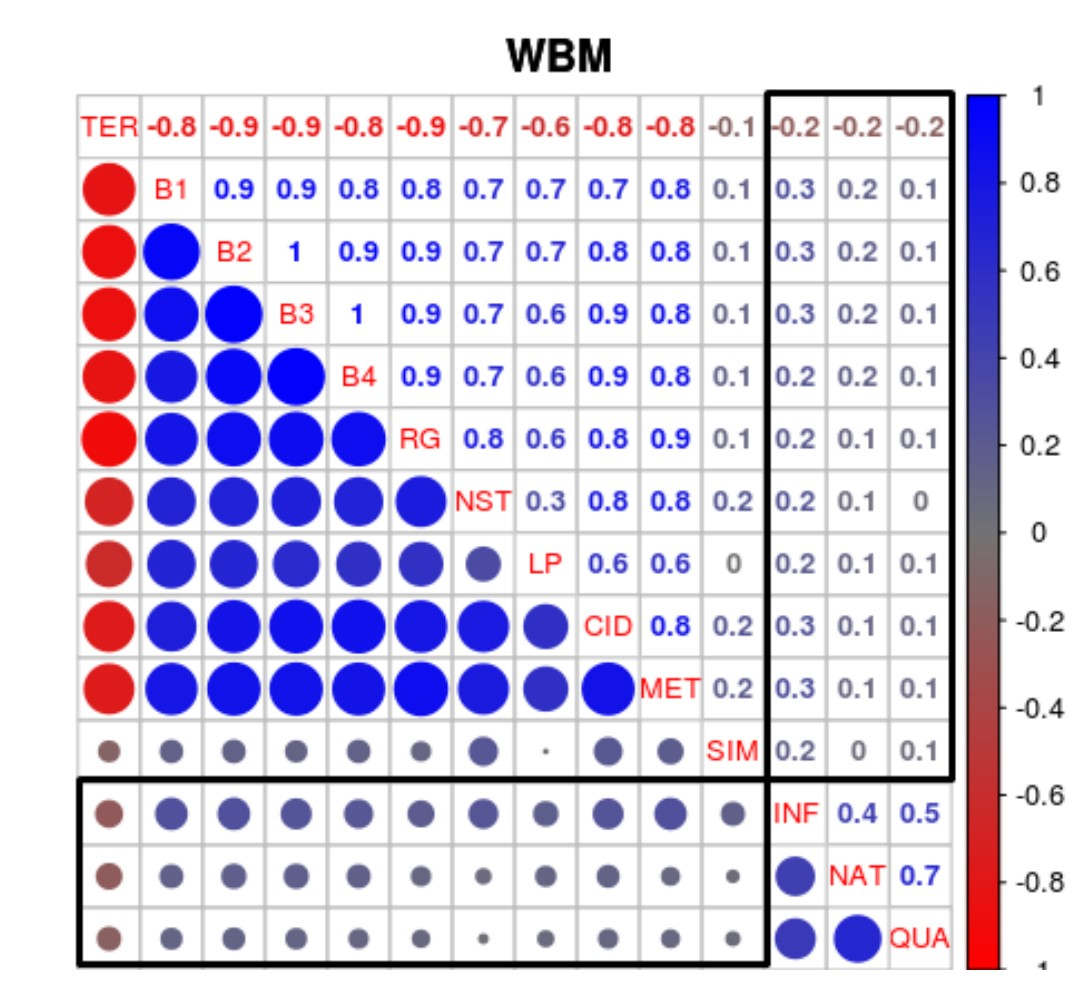 WBM
TER -0.8 -0.9 -0.9 -0.8 -0.9 -0.7 -0.6 -0.8 -0.8 -0.1 -0.2 -0.2 -0.2
B1 0.9 0.9 0.8 0.8 0.7 0.7 0.7 0.8 0.1 0.3 0.2 0.1
B2 1 0.9 0.9 0.7 0.7 0.8 0.8 0.1 0.3 0.2 0.1
B3 1 0.9 0.7 0.6 0.9 0.8 0.1 0.3 0.2 0.1
B4 0.9 0.7 0.6 0.9 0.8 0.1 0.2 0.2 0.1
RG 0.8 0.6 0.8 0.9 0.1 0.2 0.1 0.1
NST 0.3 0.8 0.8 0.2 0.2 0.1 0
LP 0.6 0.6 0 0.2 0.1 0.1
CID 0.8 0.2 0.3 0.1 0.1
MET 0.2 0.3 0.1 0.1
SIM 0.2 0 0.1
INF 0.4 0.5
NAT 0.7
QUA
1
0.8
0.6
0.4
0.2
0
-0.2
-0.4
-0.6
-0.8